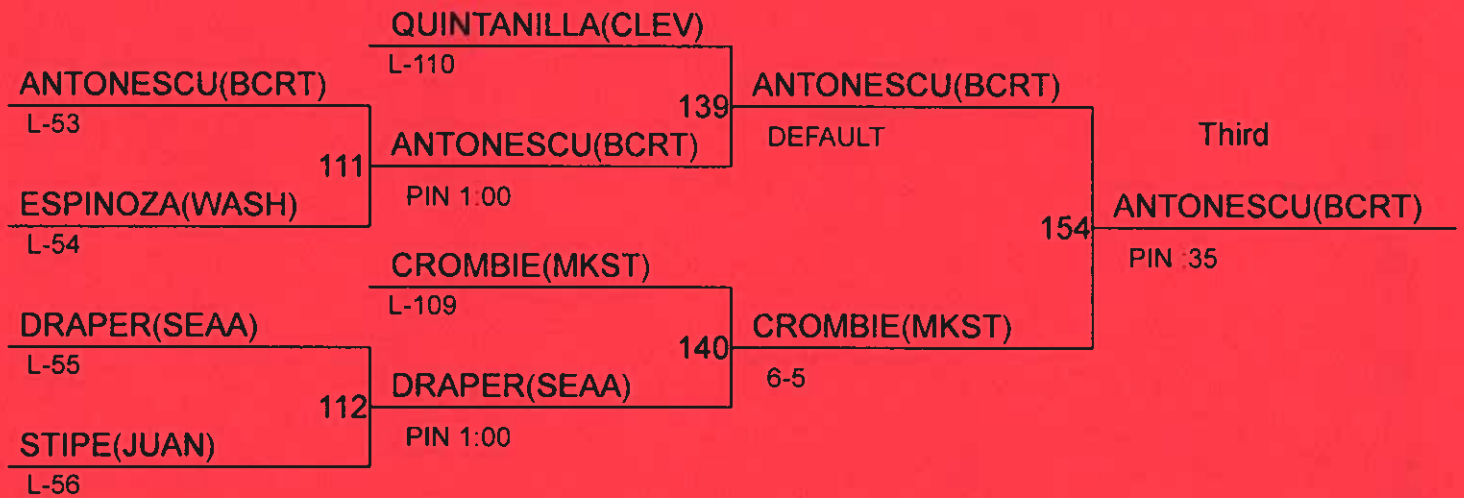 QUINTANILLA(CLEV)
L-110
ANTONESCU(BCRT)
L-53
139
ANTONESCU(BCRT)
DEFAULT
Third
111
ANTONESCU(BCRT)
PIN 1:00
ESPINOZA(WASH)
L-54
154
ANTONESCU(BCRT)
PIN :35
CROMBIE(MKST)
L-109
DRAPER(SEAA)
L-55
140
CROMBIE(MKST)
6-5
112
DRAPER(SEAA)
PIN 1:00
STIPE(JUAN)
L-56